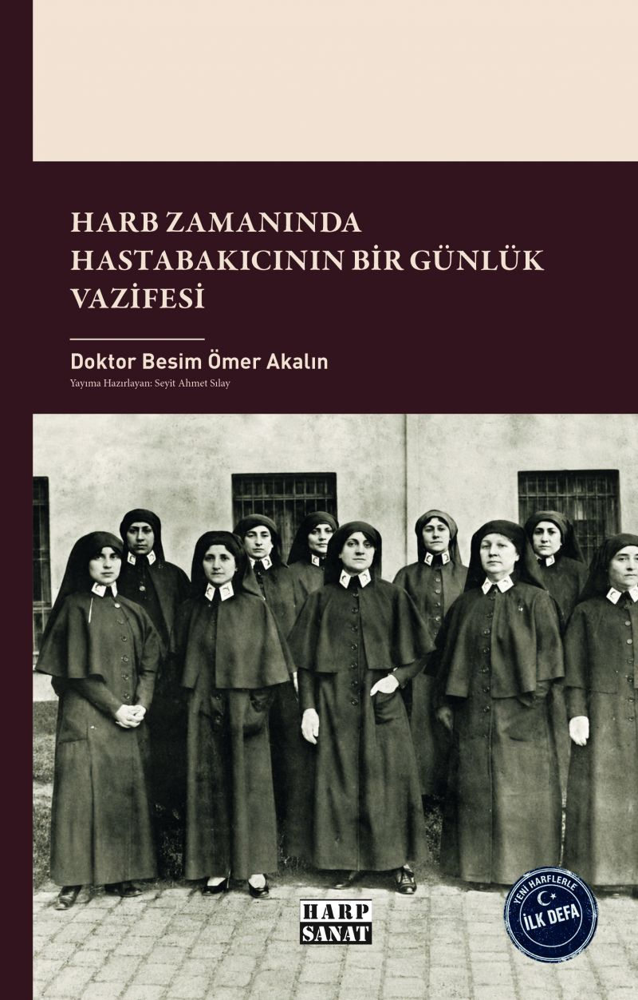 HARB ZAMANINDA
HASTABAKICININ BİR GÜNLÜK
VAZİFESİ
Doktor Besim Ömer Akalın
Yayıma Hazırlayan: Seyit Ahmet Sılay
HARP
SANAT
YENİ HARFLERLE
İLK DEFA